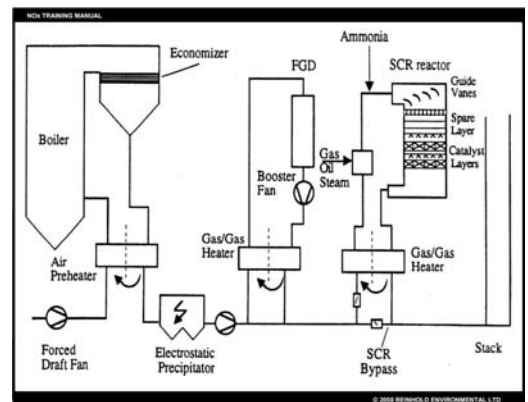 NOx TRAINING MANUAL
Economizer
Boiler
Air
Preheater
Forced
Draft Fan
Electrostatic
Precipitator
FGD
Booster
Fan
Gas/Gas
Heater
Gas
Oil
Steam
Ammonia
SCR reactor
Guide
Vanes
Spare
Layer
Catalyst
Layers
Gas/Gas
Heater
SCR
Bypass
Stack
© 2008 REINHOLD ENVIRONMENTAL LTD